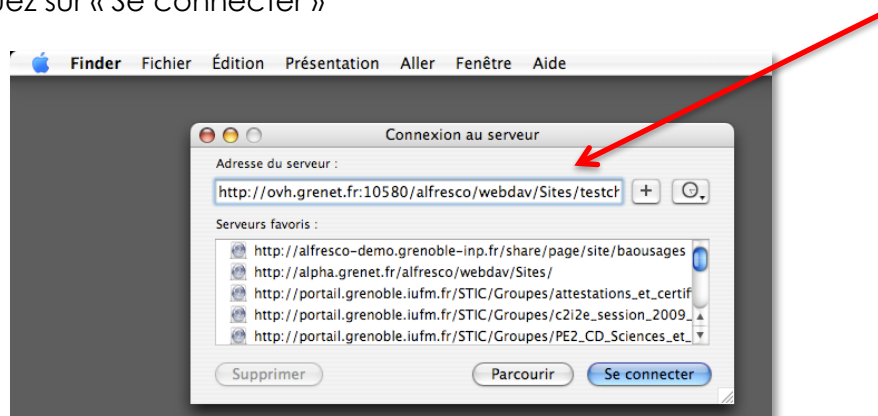 sur « Se connecter »
Finder Fichier Édition Présentation Aller Fenêtre Aide
Connexion au serveur
Adresse du serveur :
http://ovh.grenet.fr:10580/alfresco/webdav/Sites/testch
Serveurs favoris :
http://alfresco-demo.grenoble-inp.fr/share/page/site/baousages
http://alpha.grenet.fr/alfresco/webdav/Sites/
http://portail.grenoble.iufm.fr/STIC/Groupes/attestations_et_certif
http://portail.grenoble.iufm.fr/STIC/Groupes/c2i2e_session_2009_
http://portail.grenoble.iufm.fr/STIC/Groupes/PE2_CD_Sciences_et_
Supprimer Parcourir Se connecter